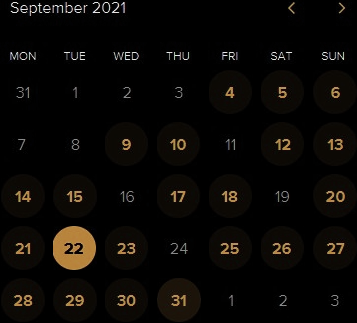 September 2021
MON TUE WED THU FRI SAT SUN
31 1 2 3 4 5 6
7 8 9 10 11 12 13
14 15 16 17 18 19 20
21 22 23 24 25 26 27
28 29 30 31 1 2 3